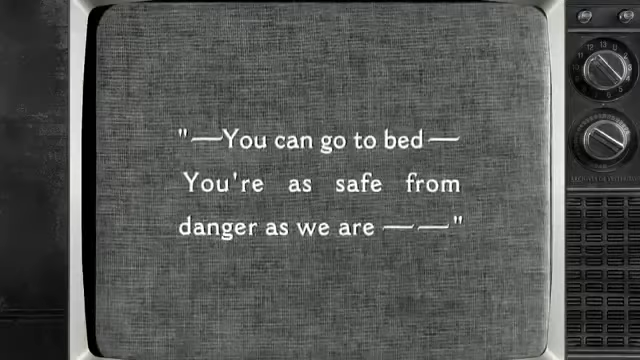 "—You can go to bed—
You're as safe from
danger as we are — —"